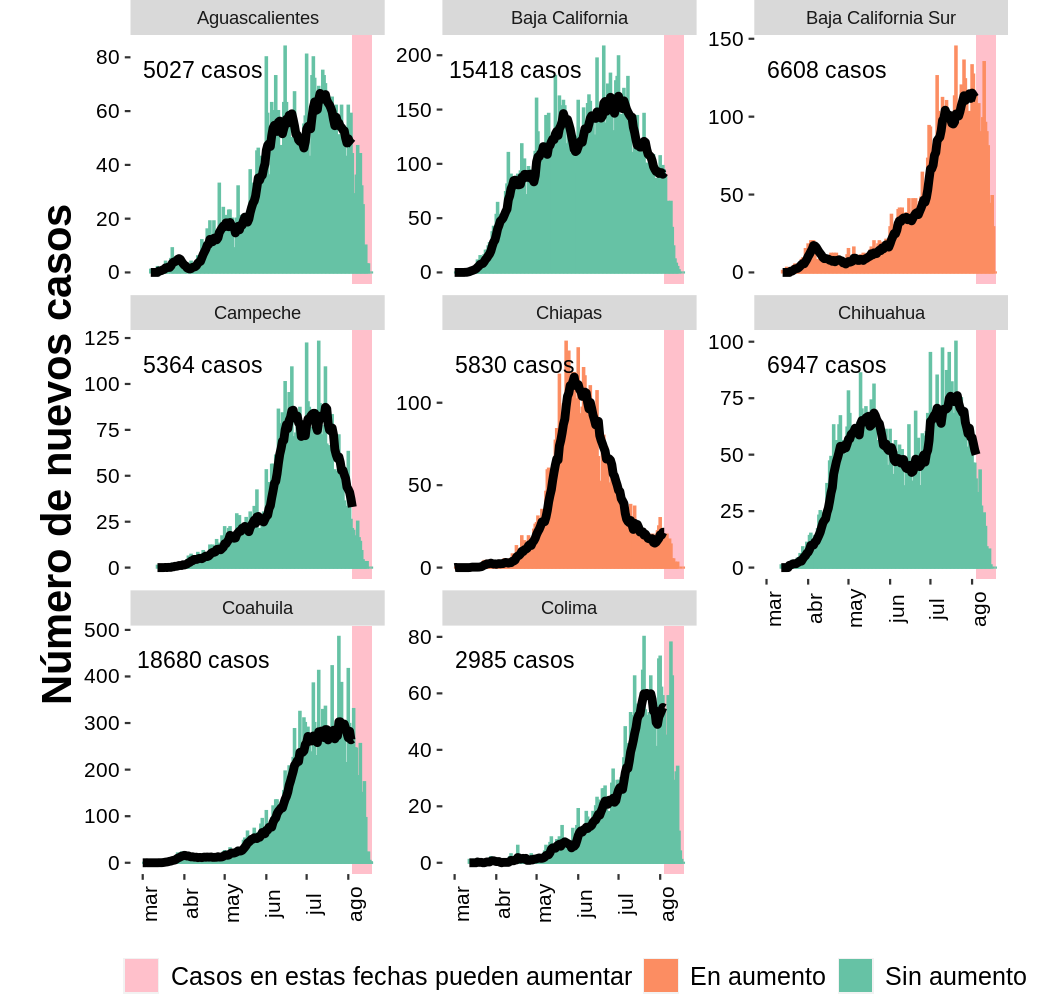 Número de nuevos casos
Aguascalientes
Baja California
Baja California Sur
80
60
40
20
0
5027 casos
200
150
100
50
0
15418 casos
150
100
50
0
6608 casos
Campeche
Chiapas
Chihuahua
125
100
75
50
25
0
5364 casos
100
50
0
5830 casos
100
75
50
25
0
6947 casos
mar
abr
may
jun
jul
ago
Coahuila
Colima
500
400
300
200
100
0
18680 casos
mar
abr
may
jun
jul
ago
80
60
40
20
0
2985 casos
mar
abr
may
jun
jul
ago
Casos en estas fechas pueden aumentar
En aumento
Sin aumento